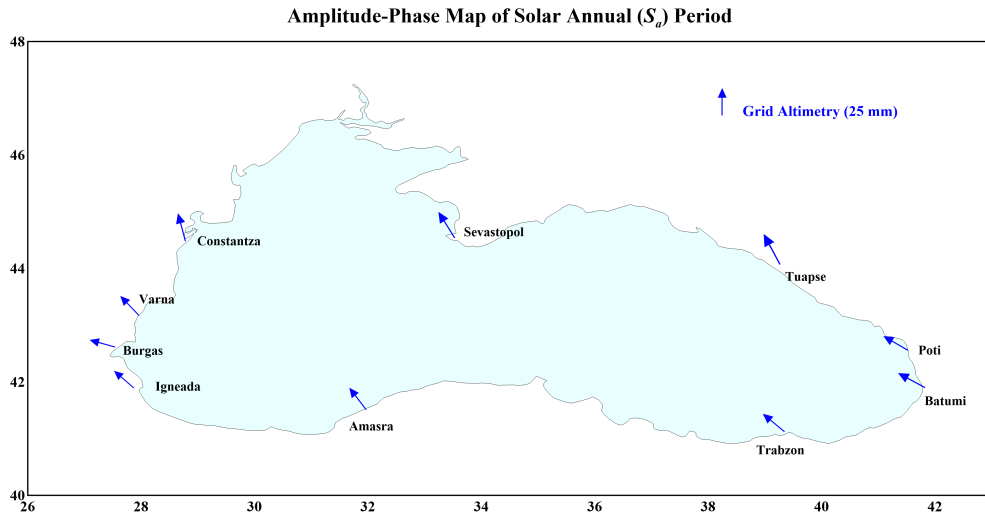 Amplitude-Phase Map of Solar Annual (Sa) Period
48
Grid Altimetry (25 mm)
46
Constantza
Sevastopol
44
Tuapse
Varna
Burgas
Poti
Igneada
42
Batumi
Amasra
Trabzon
40
26 28 30 32 34 36 38 40 42